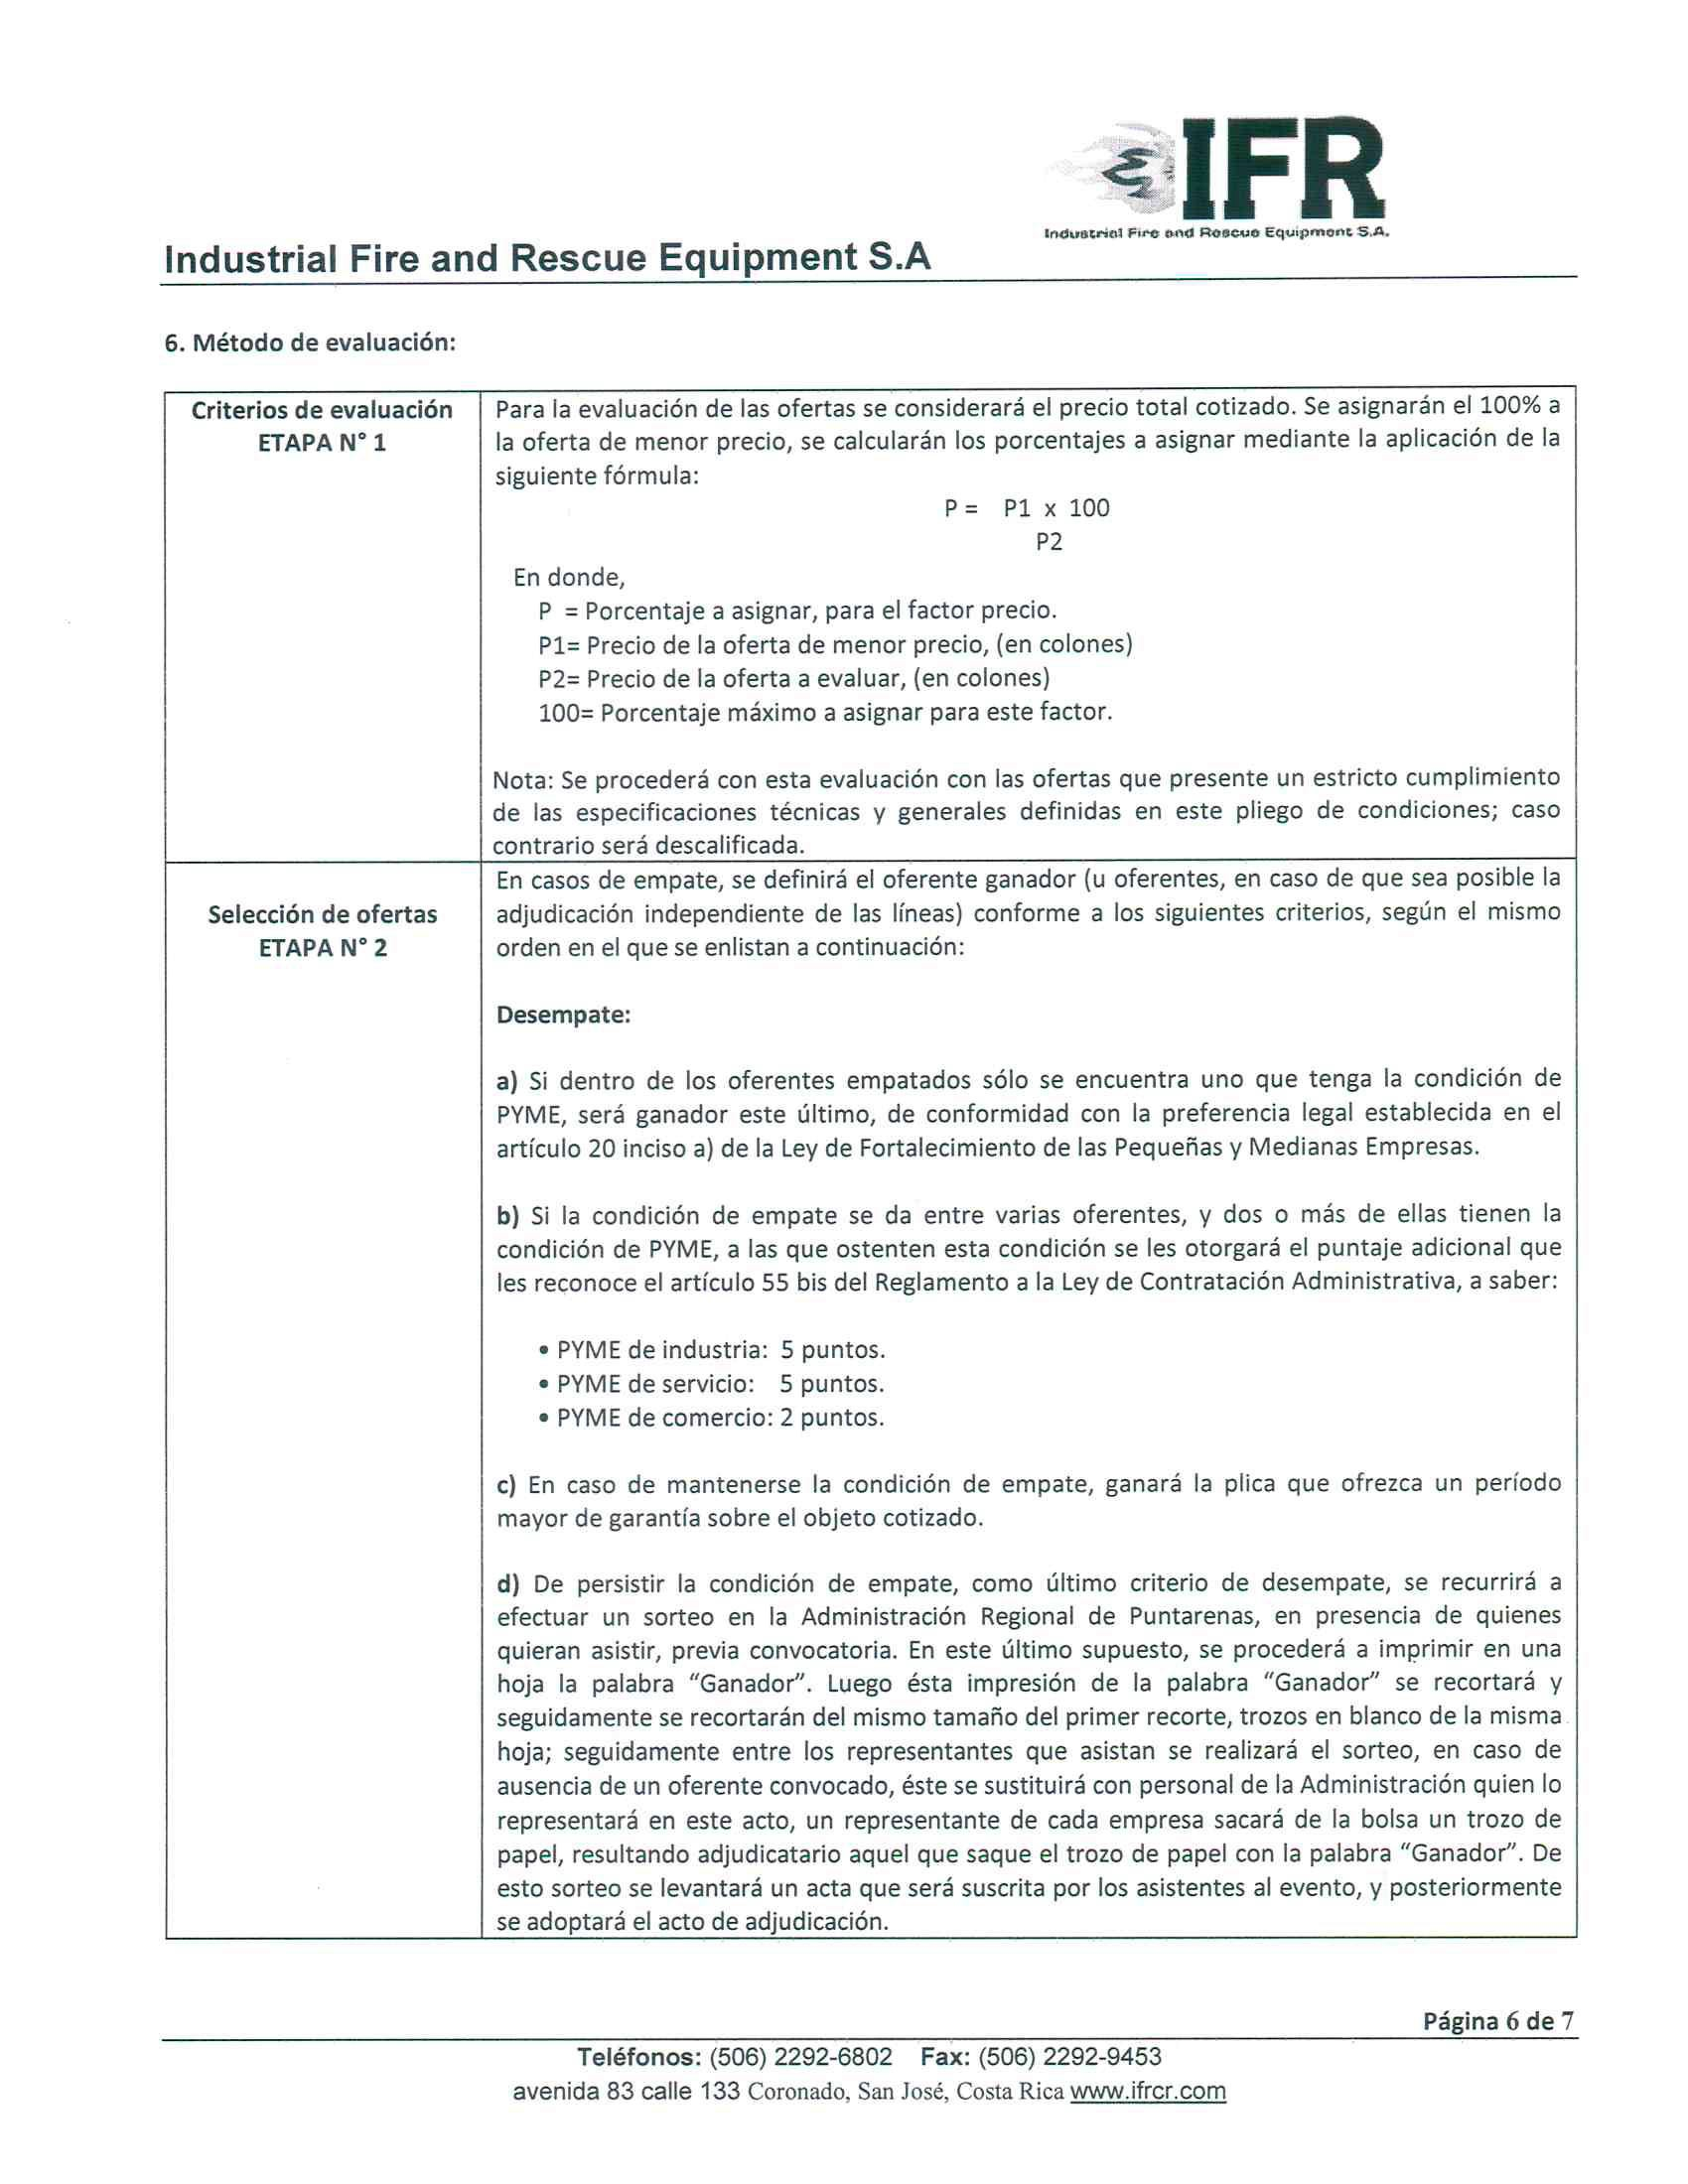 IFR
Industrial Fire and Rescue Equipment S.A.
Industrial Fire and Rescue Equipment S.A
6. Método de evaluación:
Criterios de evaluación
ETAPA N° 1
Para la evaluación de las ofertas se considerará el precio total cotizado. Se asignarán el 100% a
la oferta de menor precio, se calcularán los porcentajes a asignar mediante la aplicación de la
siguiente fórmula:
P = P1 x 100
P2
En donde,
P = Porcentaje a asignar, para el factor precio.
P1= Precio de la oferta de menor precio, (en colones)
P2= Precio de la oferta a evaluar, (en colones)
100= Porcentaje máximo a asignar para este factor.
Nota: Se procederá con esta evaluación con las ofertas que presente un estricto cumplimiento
de las especificaciones técnicas y generales definidas en este pliego de condiciones; caso
contrario será descalificada.
Selección de ofertas
ETAPA N° 2
En casos de empate, se definirá el oferente ganador (u oferentes, en caso de que sea posible la
adjudicación independiente de las líneas) conforme a los siguientes criterios, según el mismo
orden en el que se enlistan a continuación:
Desempate:
a) Si dentro de los oferentes empatados sólo se encuentra uno que tenga la condición de
PYME, será ganador este último, de conformidad con la preferencia legal establecida en el
artículo 20 inciso a) de la Ley de Fortalecimiento de las Pequeñas y Medianas Empresas.
b) Si la condición de empate se da entre varias oferentes, y dos o más de ellas tienen la
condición de PYME, a las que ostenten esta condición se les otorgará el puntaje adicional que
les reconoce el artículo 55 bis del Reglamento a la Ley de Contratación Administrativa, a saber:
• PYME de industria: 5 puntos.
• PYME de servicio: 5 puntos.
• PYME de comercio: 2 puntos.
c) En caso de mantenerse la condición de empate, ganará la plica que ofrezca un período
mayor de garantía sobre el objeto cotizado.
d) De persistir la condición de empate, como último criterio de desempate, se recurrirá a
efectuar un sorteo en la Administración Regional de Puntarenas, en presencia de quienes
quieran asistir, previa convocatoria. En este último supuesto, se procederá a imprimir en una
hoja la palabra “Ganador”. Luego ésta impresión de la palabra “Ganador” se recortará y
seguidamente se recortarán del mismo tamaño del primer recorte, trozos en blanco de la misma
hoja; seguidamente entre los representantes que asistan se realizará el sorteo, en caso de
ausencia de un oferente convocado, éste se sustituirá con personal de la Administración quien lo
representará en este acto, un representante de cada empresa sacará de la bolsa un trozo de
papel, resultando adjudicatario aquel que saque el trozo de papel con la palabra “Ganador”. De
esto sorteo se levantará un acta que será suscrita por los asistentes al evento, y posteriormente
se adoptará el acto de adjudicación.
Página 6 de 7
Teléfonos: (506) 2292-6802 Fax: (506) 2292-9453
avenida 83 calle 133 Coronado, San José, Costa Rica www.ifrcr.com